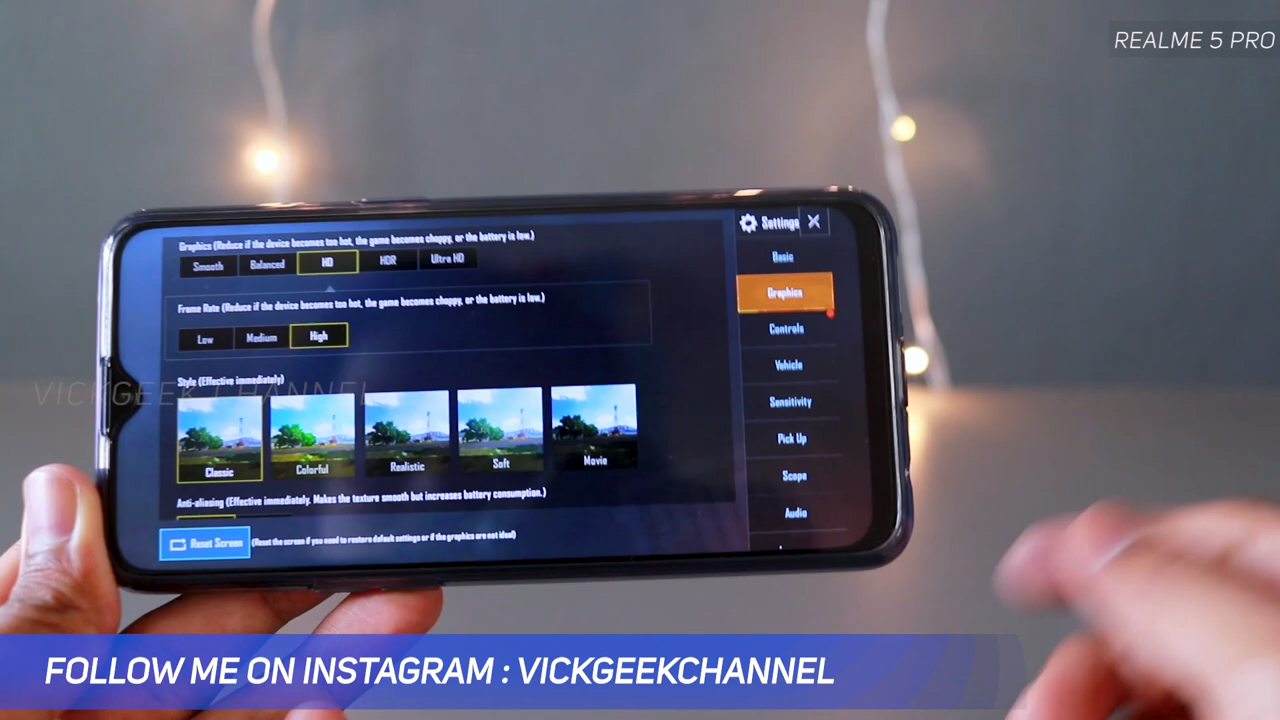 REALME 5 PRO
Settings X
Graphics (Reduce if the device becomes too hot, the game becomes choppy, or the battery is low.)
Smooth Balanced HD HDR Ultra HD
Frame Rate (Reduce if the device becomes too hot, the game becomes choppy, or the battery is low.)
Low Medium High
Style (Effective immediately)
VICKGEEK CHANNEL
Classic Colorful Realistic Soft Movie
Anti-aliasing (Effective immediately. Makes the texture smooth but increases battery consumption.)
Reset Screen (Reset the screen if you need to restore default settings or if the graphics are not ideal)
Basic
Graphics
Controls
Vehicle
Sensitivity
Pick Up
Scope
Audio
FOLLOW ME ON INSTAGRAM : VICKGEEKCHANNEL